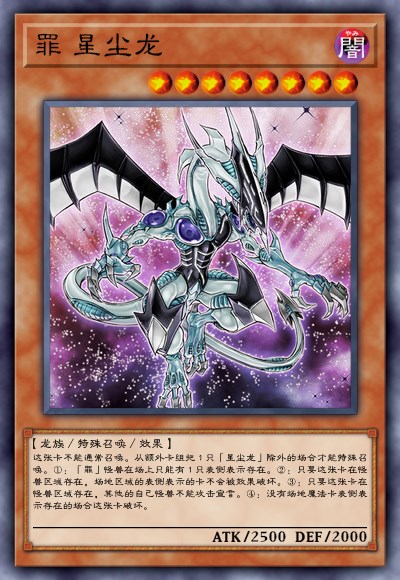 罪 星尘龙
やみ
闇
【龙族／特殊召唤／效果】
这张卡不能通常召唤。从额外卡组把1只「星尘龙」除外的场合才能特殊召
唤。①：「罪」怪兽在场上只能有1只表侧表示存在。②：只要这张卡在怪
兽区域存在，场地区域的表侧表示的卡不会被效果破坏。③：只要这张卡在
怪兽区域存在，其他的自己怪兽不能攻击宣言。④：没有场地魔法卡表侧表
示存在的场合这张卡破坏。
ATK/2500 DEF/2000